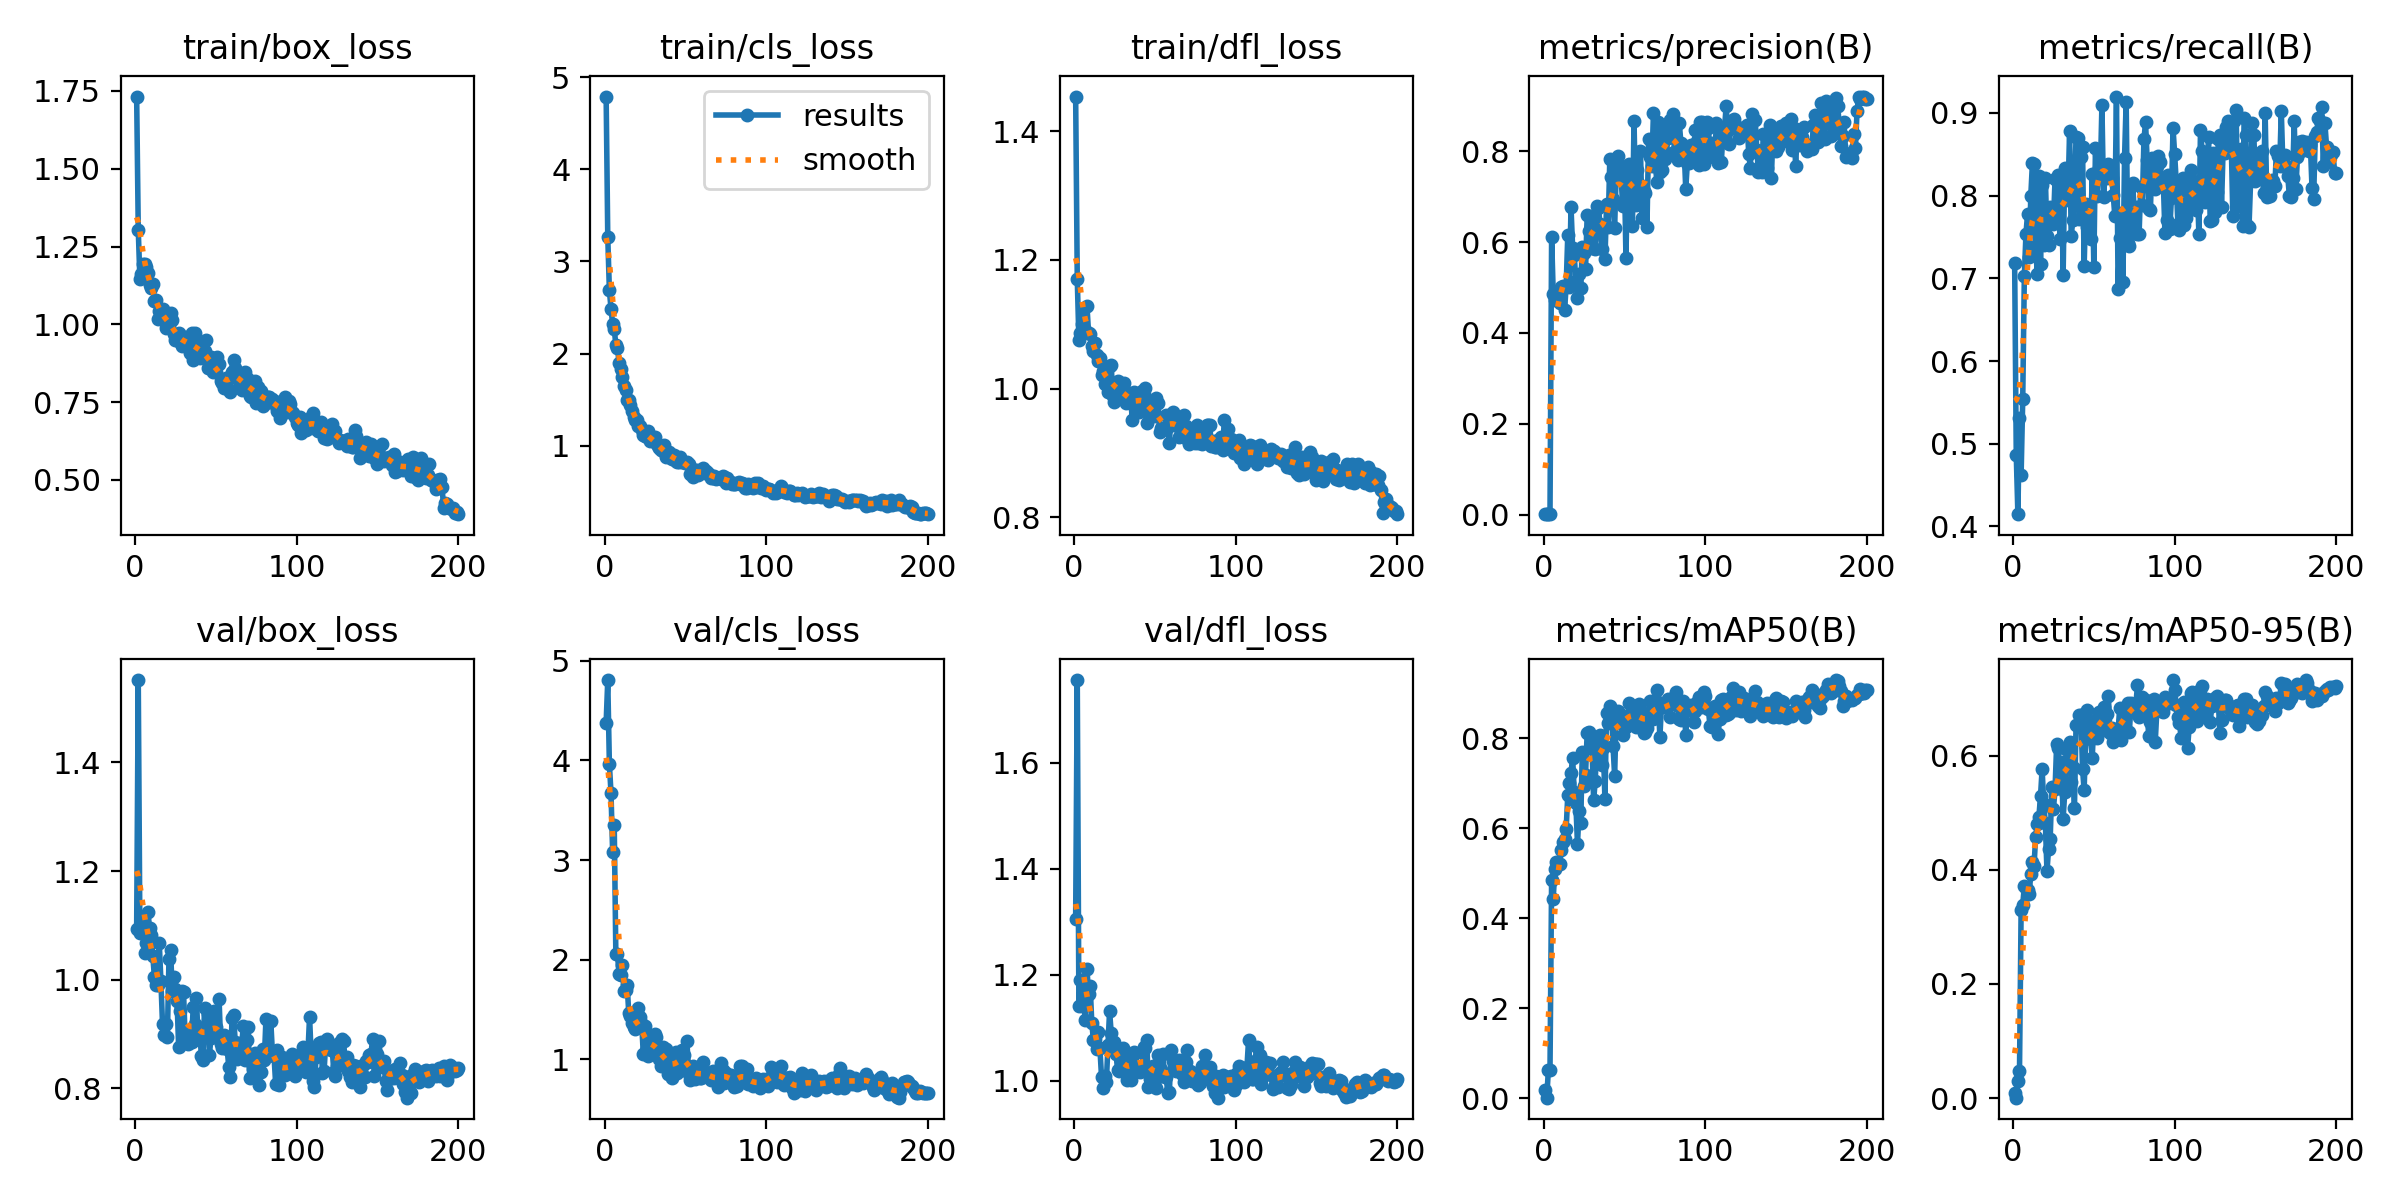 train/box_loss
1.75
1.50
1.25
1.00
0.75
0.50
0 100 200
train/cls_loss
5
4
3
2
1
0 100 200
results
smooth
train/dfl_loss
1.4
1.2
1.0
0.8
0 100 200
metrics/precision(B)
0.8
0.6
0.4
0.2
0.0
0 100 200
metrics/recall(B)
0.9
0.8
0.7
0.6
0.5
0.4
0 100 200
val/box_loss
1.4
1.2
1.0
0.8
0 100 200
val/cls_loss
5
4
3
2
1
0 100 200
val/dfl_loss
1.6
1.4
1.2
1.0
0 100 200
metrics/mAP50(B)
0.8
0.6
0.4
0.2
0.0
0 100 200
metrics/mAP50-95(B)
0.6
0.4
0.2
0.0
0 100 200